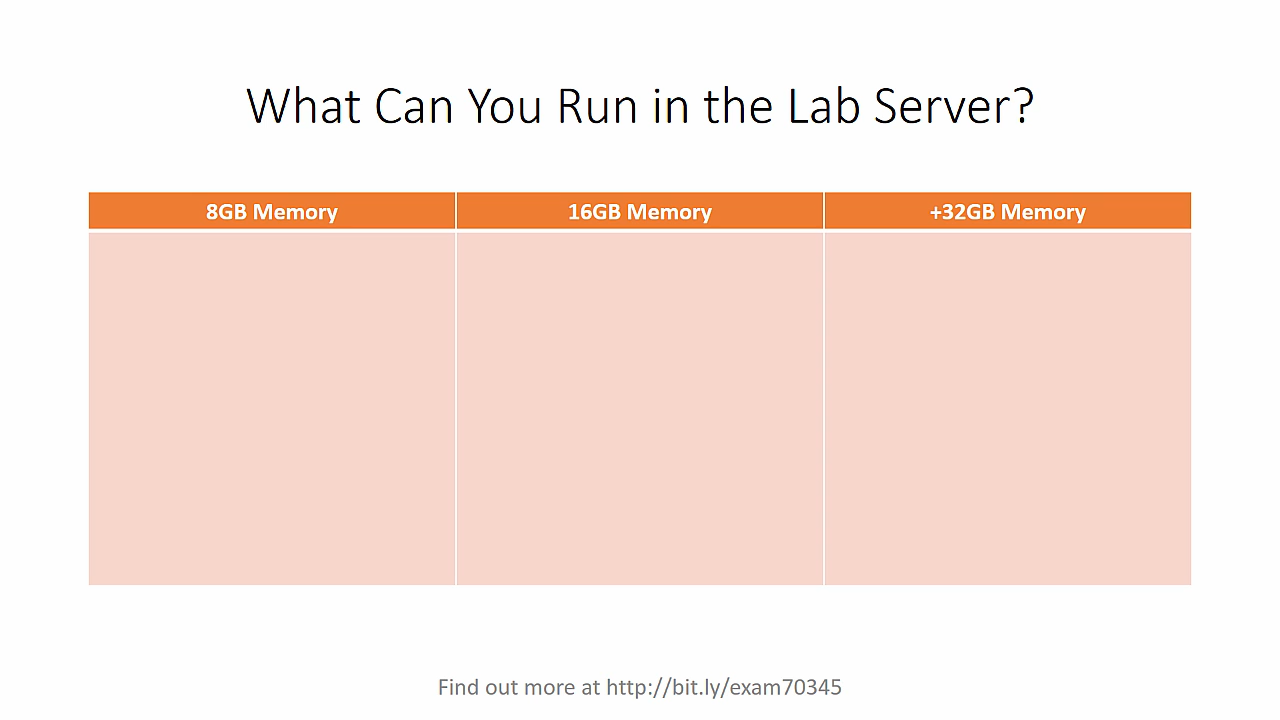 What Can You Run in the Lab Server?
8GB Memory
16GB Memory
+32GB Memory
Find out more at http://bit.ly/exam70345